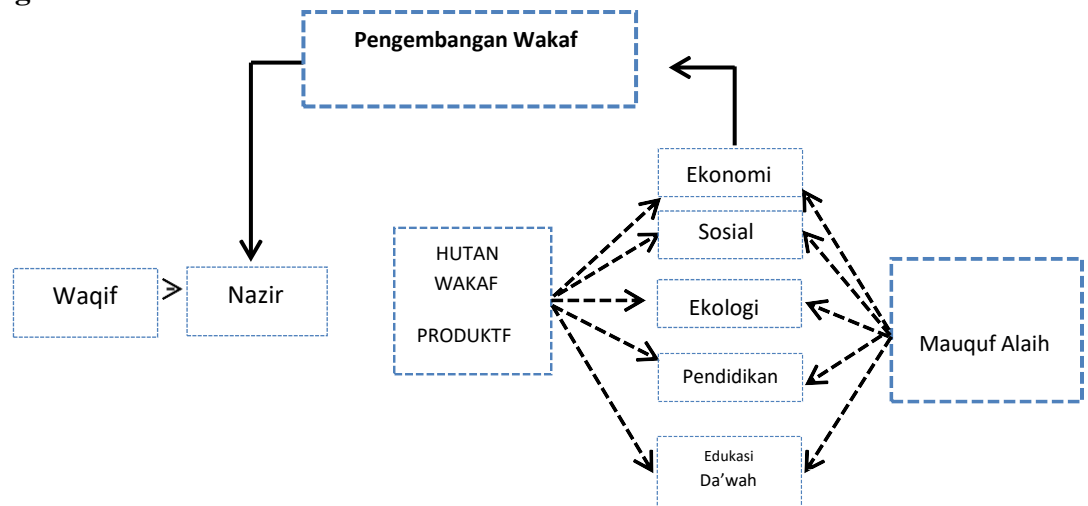 g
Pengembangan Wakaf
Ekonomi
Sosial
HUTAN
WAKAF
PRODUKTF
Waqif
Nazir
Ekologi
Mauquf Alaih
Pendidikan
Edukasi
Da’wah